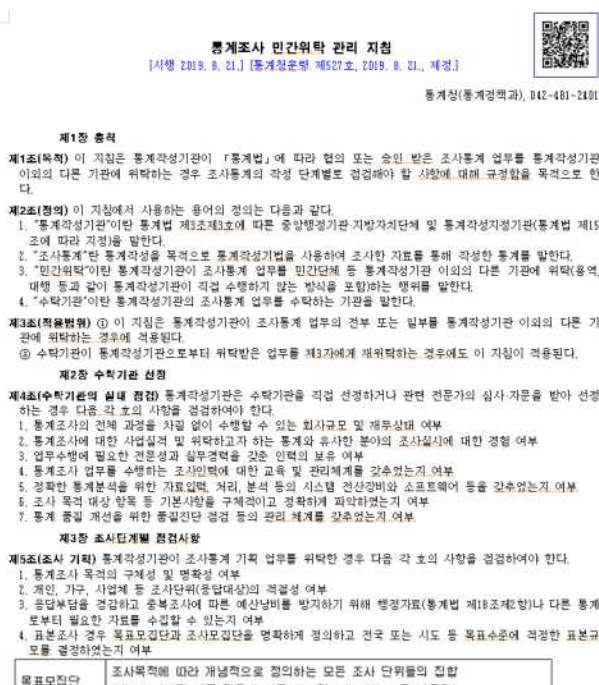 통계조사 민간위탁 관리 지침
[시행 2019. 8. 21.] [통계청훈령 제527호, 2019. 8. 21., 제정.]
통계청(통계정책과), 042-481-2401
제1장 총칙
제1조(목적) 이 지침은 통계작성기관이 「통계법」에 따라 협의 또는 승인 받은 조사통계 업무를 통계작성기관
이외의 다른 기관에 위탁하는 경우 조사통계의 작성 단계별로 점검해야 할 사항에 대해 규정함을 목적으로 한
다.
제2조(정의) 이 지침에서 사용하는 용어의 정의는 다음과 같다.
1. "통계작성기관"이란 통계법 제3조제3호에 따른 중앙행정기관·지방자치단체 및 통계작성지정기관(통계법 제15
조에 따라 지정)을 말한다.
2. "조사통계"란 통계작성을 목적으로 통계작성기법을 사용하여 조사한 자료를 통해 작성한 통계를 말한다.
3. "민간위탁"이란 통계작성기관이 조사통계 업무를 민간단체 등 통계작성기관 이외의 다른 기관에 위탁(용역,
대행 등과 같이 통계작성기관이 직접 수행하지 않는 방식을 포함)하는 행위를 말한다.
4. "수탁기관"이란 통계작성기관의 조사통계 업무를 수탁하는 기관을 말한다.
제3조(적용범위) ① 이 지침은 통계작성기관이 조사통계 업무의 전부 또는 일부를 통계작성기관 이외의 다른 기
관에 위탁하는 경우에 적용된다.
② 수탁기관이 통계작성기관으로부터 위탁받은 업무를 제3자에게 재위탁하는 경우에도 이 지침이 적용된다.
제2장 수탁기관 선정
제4조(수탁기관의 실태 점검) 통계작성기관은 수탁기관을 직접 선정하거나 관련 전문가의 심사·자문을 받아 선정
하는 경우 다음 각 호의 사항을 점검하여야 한다.
1. 통계조사의 전체 과정을 차질 없이 수행할 수 있는 회사규모 및 재무상태 여부
2. 통계조사에 대한 사업실적 및 위탁하고자 하는 통계와 유사한 분야의 조사실시에 대한 경험 여부
3. 업무수행에 필요한 전문성과 실무경력을 갖춘 인력의 보유 여부
4. 통계조사 업무를 수행하는 조사인력에 대한 교육 및 관리체계를 갖추었는지 여부
5. 정확한 통계분석을 위한 자료입력, 처리, 분석 등의 시스템 전산장비와 소프트웨어 등을 갖추었는지 여부
6. 조사 목적·대상 항목 등 기본사항을 구체적이고 정확하게 파악하였는지 여부
7. 통계 품질 개선을 위한 품질진단·점검 등의 관리 체계를 갖추었는지 여부
제3장 조사단계별 점검사항
제5조(조사 기획) 통계작성기관이 조사통계 기획 업무를 위탁한 경우 다음 각 호의 사항을 점검하여야 한다.
1. 통계조사 목적의 구체성 및 명확성 여부
2. 개인, 가구, 사업체 등 조사단위(응답대상)의 적절성 여부
3. 응답부담을 경감하고 중복조사에 따른 예산낭비를 방지하기 위해 행정자료(통계법 제18조제2항)나 다른 통계
로부터 필요한 자료를 수집할 수 있는지 여부
4. 표본조사 경우 목표모집단과 조사모집단을 명확하게 정의하고 전국 또는 시도 등 목표수준에 적정한 표본규
모를 결정하였는지 여부
목표모집단
조사목적에 따라 개념적으로 정의하는 모든 조사 단위들의 집합